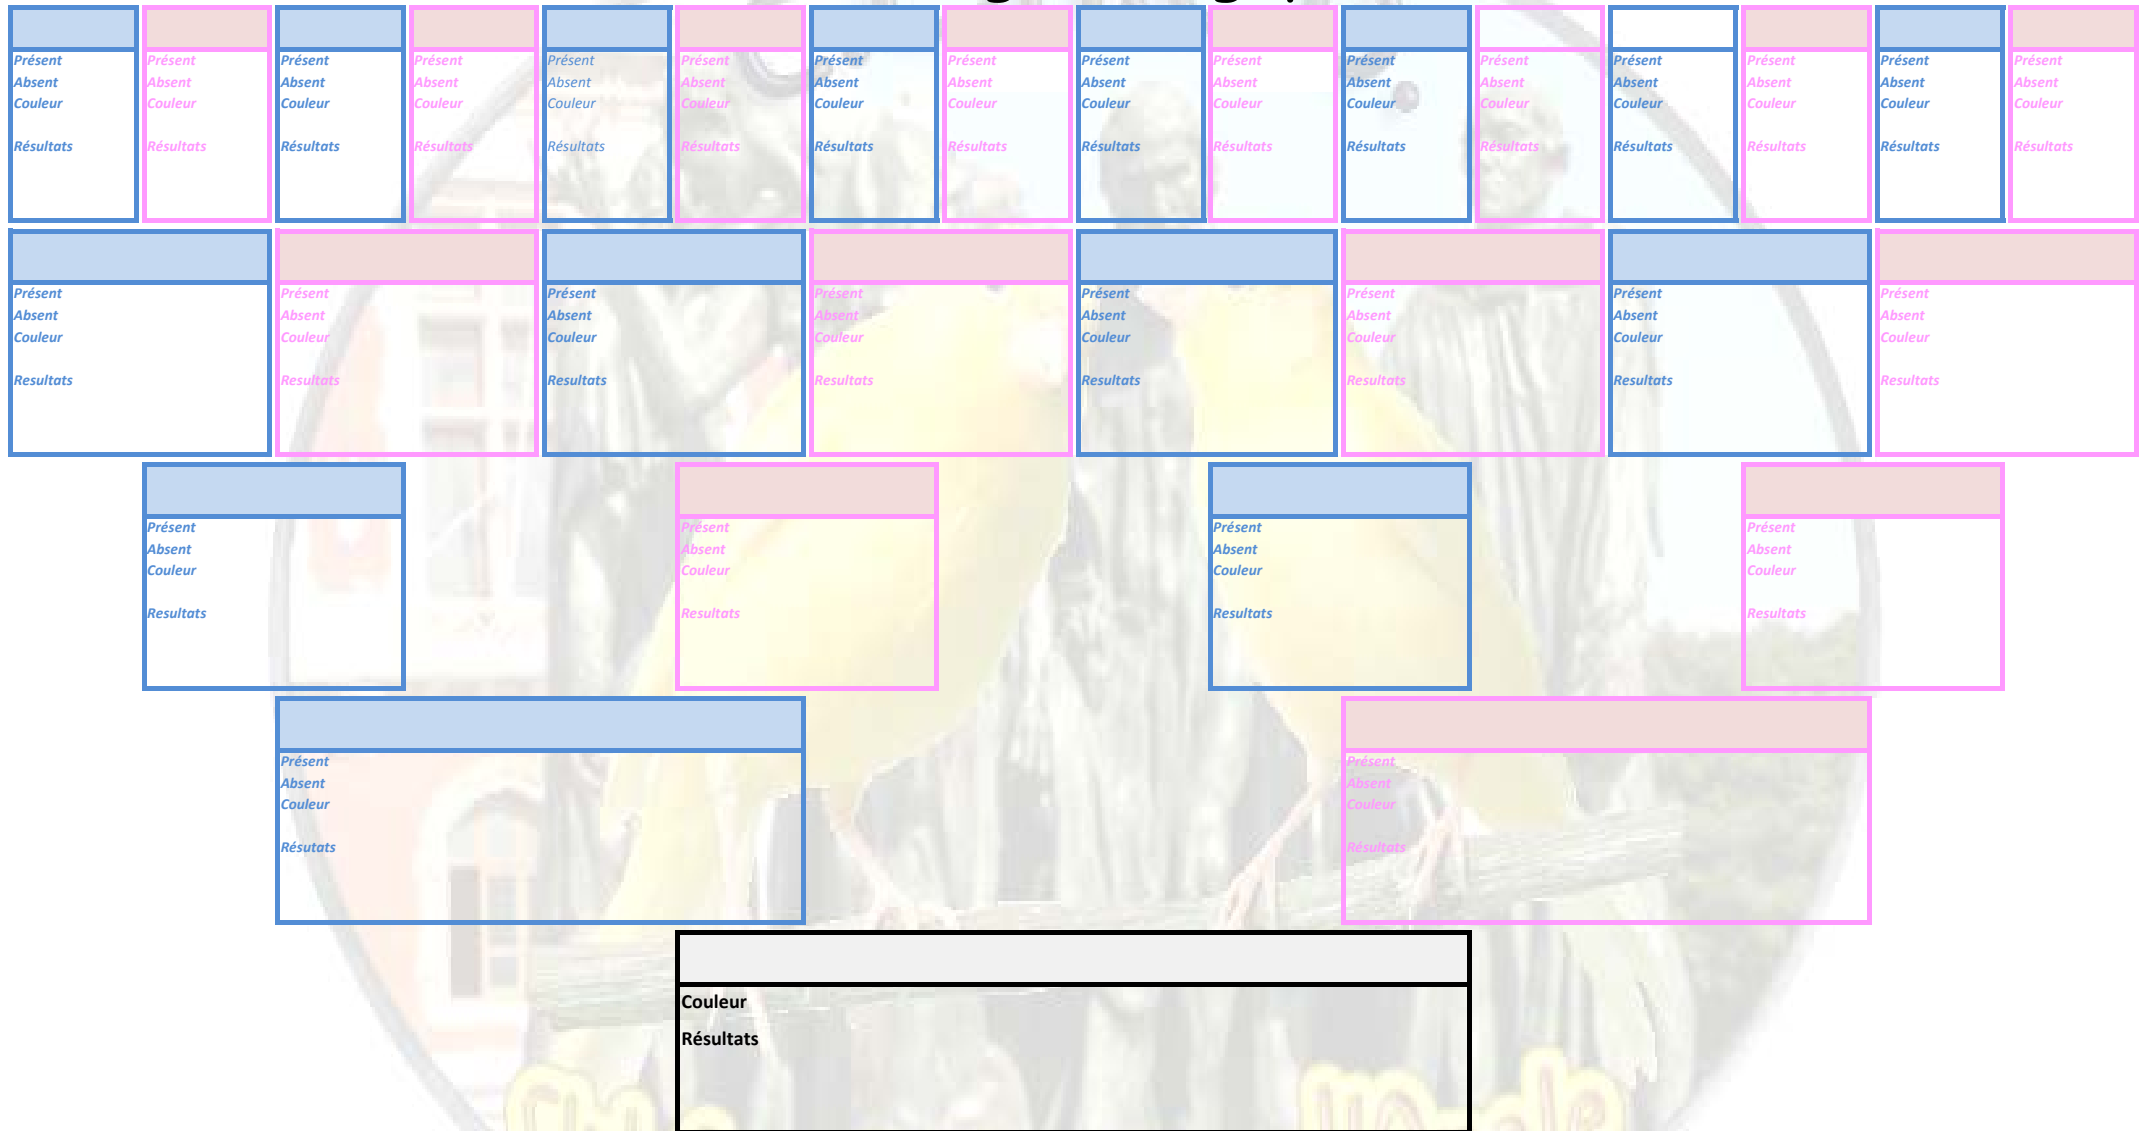 Présent Présent Présent Présent Présent Présent Présent Présent Présent Présent Présent Présent Présent Présent Présent Présent
Absent Absent Absent Absent Absent Absent Absent Absent Absent Absent Absent Absent Absent Absent Absent Absent
Couleur Couleur Couleur Couleur Couleur Couleur Couleur Couleur Couleur Couleur Couleur Couleur Couleur Couleur Couleur Couleur
Résultats Résultats Résultats Résultats Résultats Résultats Résultats Résultats Résultats Résultats Résultats Résultats Résultats Résultats Résultats Résultats
Présent Présent Présent Présent Présent Présent Présent Présent
Absent Absent Absent Absent Absent Absent Absent Absent
Couleur Couleur Couleur Couleur Couleur Couleur Couleur Couleur
Resultats Resultats Resultats Resultats Resultats Resultats Resultats Resultats
Présent Présent Présent Présent
Absent Absent Absent Absent
Couleur Couleur Couleur Couleur
Resultats Resultats Resultats Resultats
Présent Présent
Absent Absent
Couleur Couleur
Résutats Résultats
Couleur
Résultats